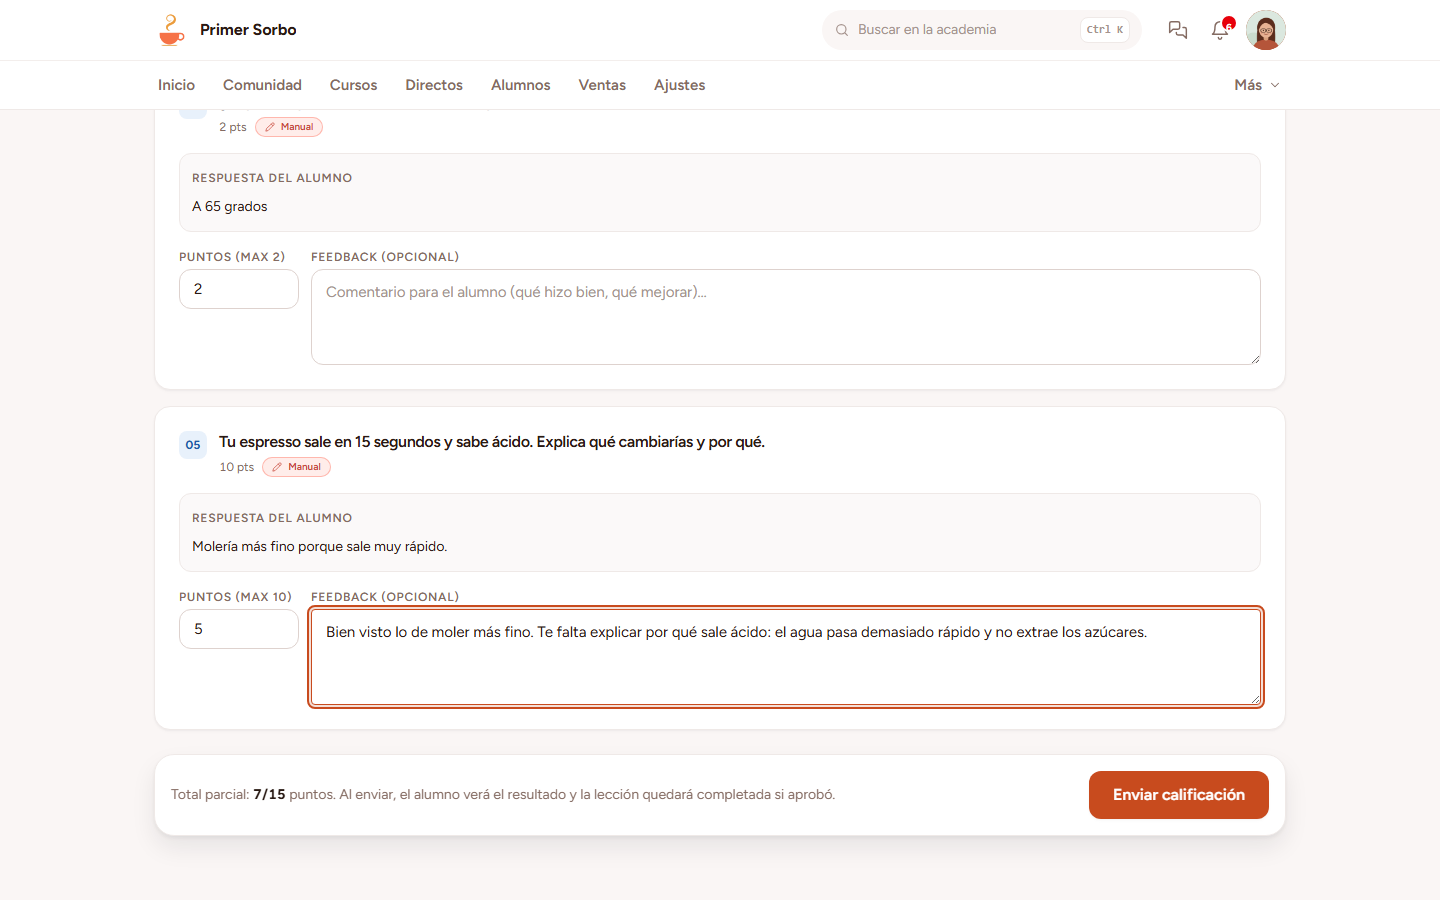 Primer Sorbo
Buscar en la academia
Ctrl K
6
Inicio
Comunidad
Cursos
Directos
Alumnos
Ventas
Ajustes
Más
2 pts
Manual
RESPUESTA DEL ALUMNO
A 65 grados
PUNTOS (MAX 2)
FEEDBACK (OPCIONAL)
2
Comentario para el alumno (qué hizo bien, qué mejorar)...
05
Tu espresso sale en 15 segundos y sabe ácido. Explica qué cambiarías y por qué.
10 pts
Manual
RESPUESTA DEL ALUMNO
Molería más fino porque sale muy rápido.
PUNTOS (MAX 10)
FEEDBACK (OPCIONAL)
5
Bien visto lo de moler más fino. Te falta explicar por qué sale ácido: el agua pasa demasiado rápido y no extrae los azúcares.
Total parcial: 7/15 puntos. Al enviar, el alumno verá el resultado y la lección quedará completada si aprobó.
Enviar calificación